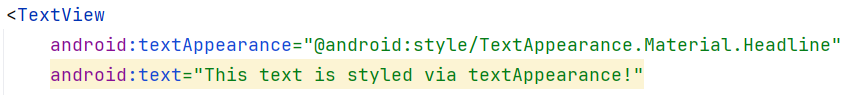 <TextView
android:textAppearance="@android:style/TextAppearance.Material.Headline"
android:text="This text is styled via textAppearance!"